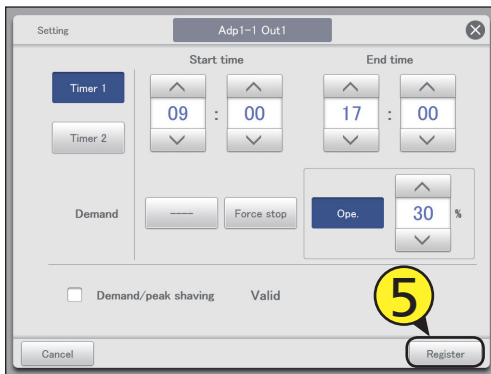 Setting Adp1-1 Out1
Start time End time
Timer 1 09 : 00 17 : 00
Timer 2
Demand ---- Force stop Ope. 30 %
Demand/peak shaving Valid
5
Cancel Register